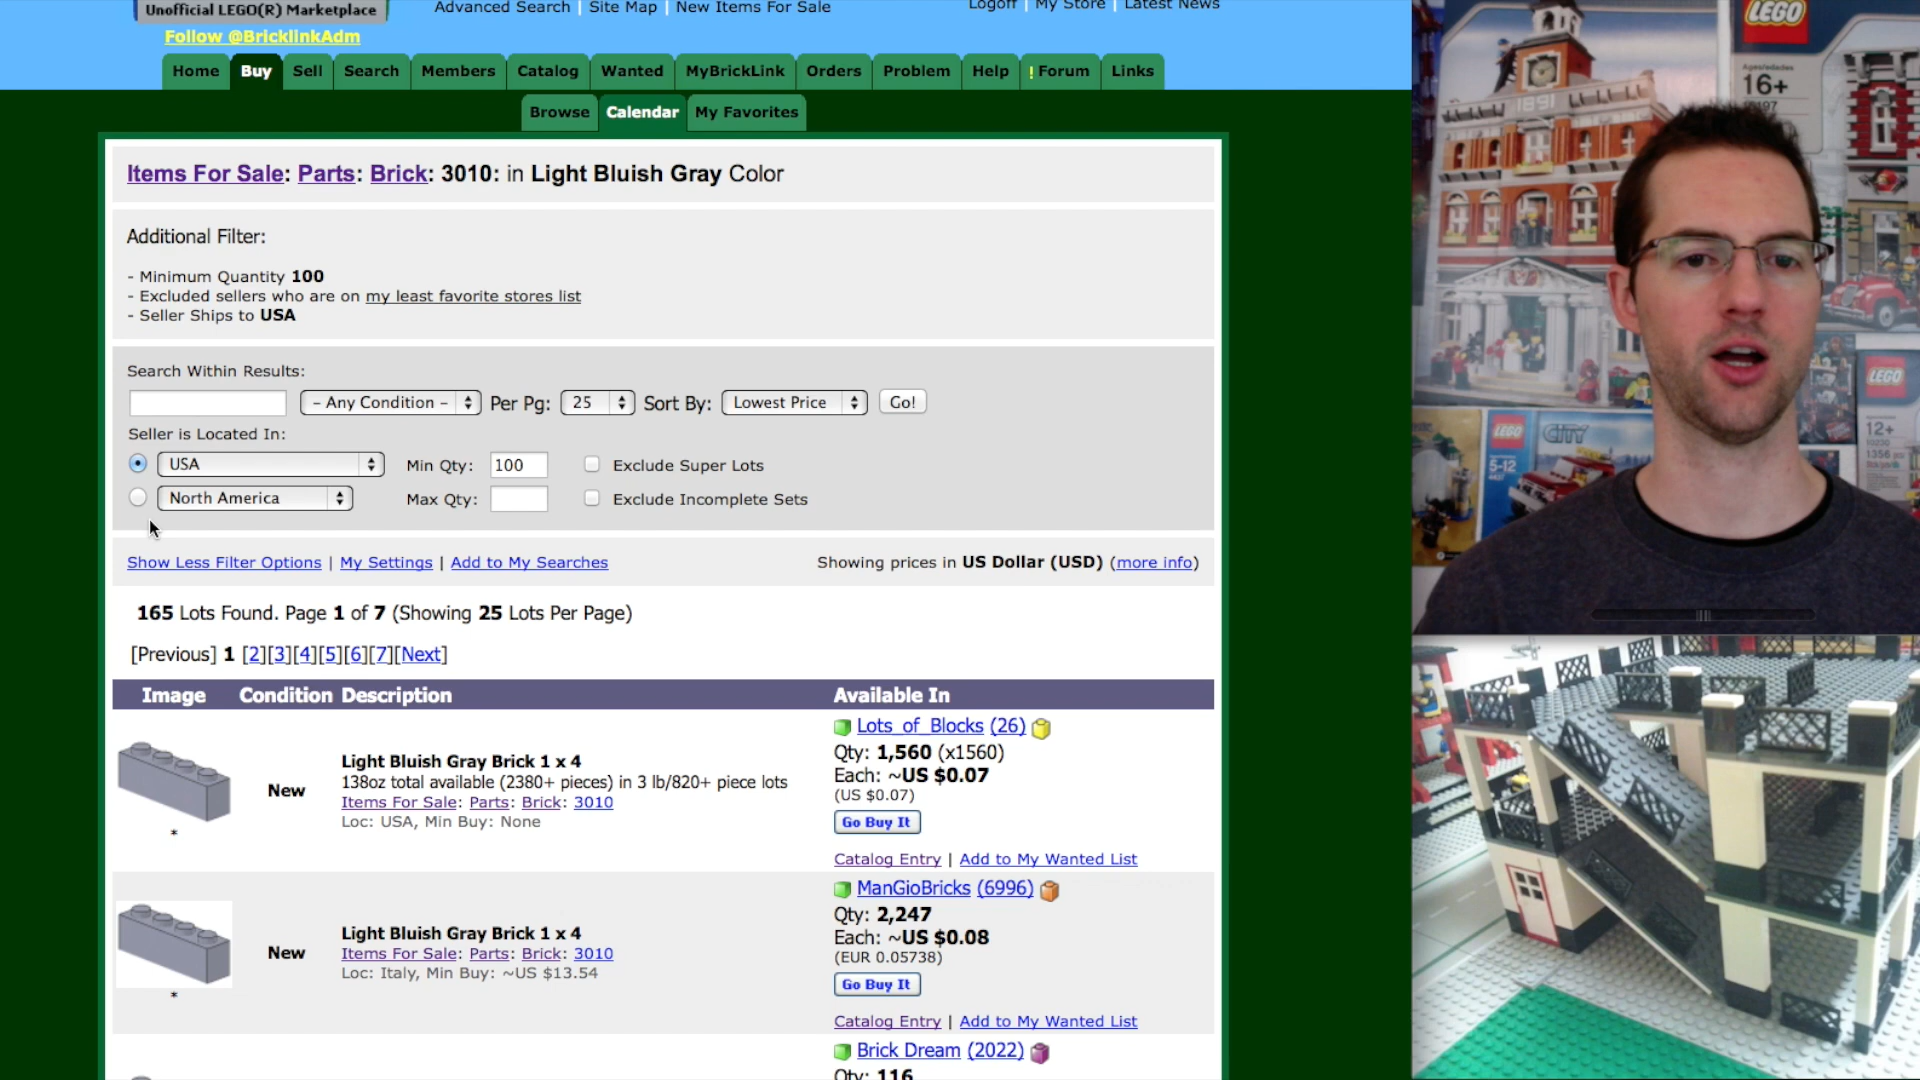 Unofficial LEGO(R) Marketplace
Advanced Search | Site Map | New Items For Sale
Logoff | My Store | Latest News
Follow @BricklinkAdm
Home Buy Sell Search Members Catalog Wanted MyBrickLink Orders Problem Help ! Forum Links
Browse Calendar My Favorites
Items For Sale: Parts: Brick: 3010: in Light Bluish Gray Color
Additional Filter:
- Minimum Quantity 100
- Excluded sellers who are on my least favorite stores list
- Seller Ships to USA
Search Within Results:
- Any Condition - Per Pg: 25 Sort By: Lowest Price Go!
Seller is Located In:
USA Min Qty: 100 Exclude Super Lots
North America Max Qty: Exclude Incomplete Sets
Show Less Filter Options | My Settings | Add to My Searches
Showing prices in US Dollar (USD) (more info)
165 Lots Found. Page 1 of 7 (Showing 25 Lots Per Page)
[Previous] 1 [2][3][4][5][6][7][Next]
Image Condition Description Available In
New
Light Bluish Gray Brick 1 x 4
138oz total available (2380+ pieces) in 3 lb/820+ piece lots
Items For Sale: Parts: Brick: 3010
Loc: USA, Min Buy: None
*
Lots_of_Blocks (26)
Qty: 1,560 (x1560)
Each: ~US $0.07
(US $0.07)
Go Buy It
Catalog Entry | Add to My Wanted List
New
Light Bluish Gray Brick 1 x 4
Items For Sale: Parts: Brick: 3010
Loc: Italy, Min Buy: ~US $13.54
*
ManGioBricks (6996)
Qty: 2,247
Each: ~US $0.08
(EUR 0.05738)
Go Buy It
Catalog Entry | Add to My Wanted List
Brick Dream (2022)
Qty: 116
LEGO
Ages/edades
16+
1891
LEGO
LEGO CITY
5-12
12+